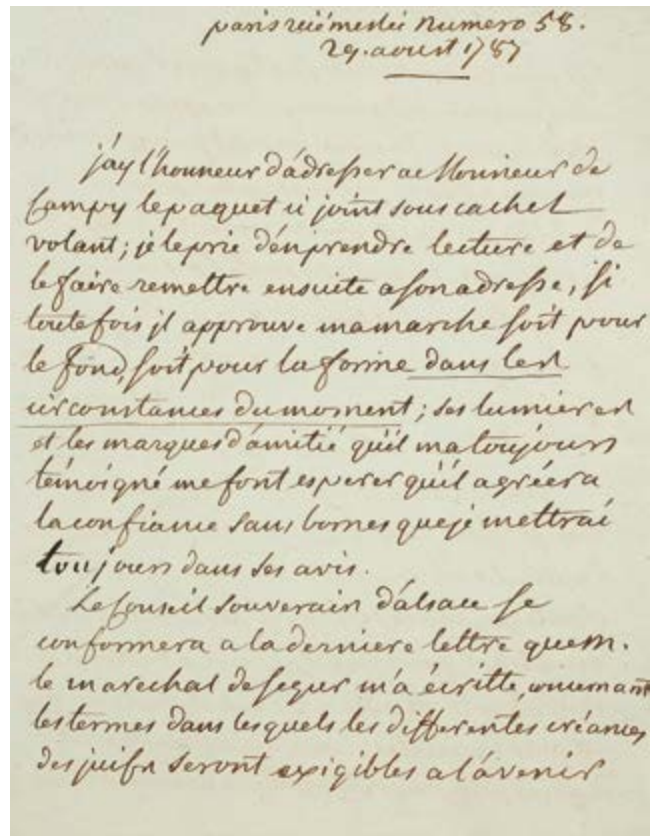 paris rüe meslée Numero 58.
29. aoust 1787
j'ay l'honneur d'adresser a Monsieur de
Campy le paquet ci joint sous cachet
volant; je le prie d'en prendre lecture et de
le faire remettre ensuite a son adresse, si
toutefois jl approuve ma marche soit pour
le fond, soit pour la forme dans les
circonstances du moment; ses lumieres
et les marques d'amitié qu'il ma toujours
témoigné me font esperer qu'il agréera
la confiance sans bornes que je mettrai
toujours dans ses avis.
Le Conseil Souverain d'alsace se
conformera a la derniere lettre que m.
le marechal de segur m'a écritte, concernant
les termes dans lesquels les differentes créances
des juifs seront exigibles a l'avenir